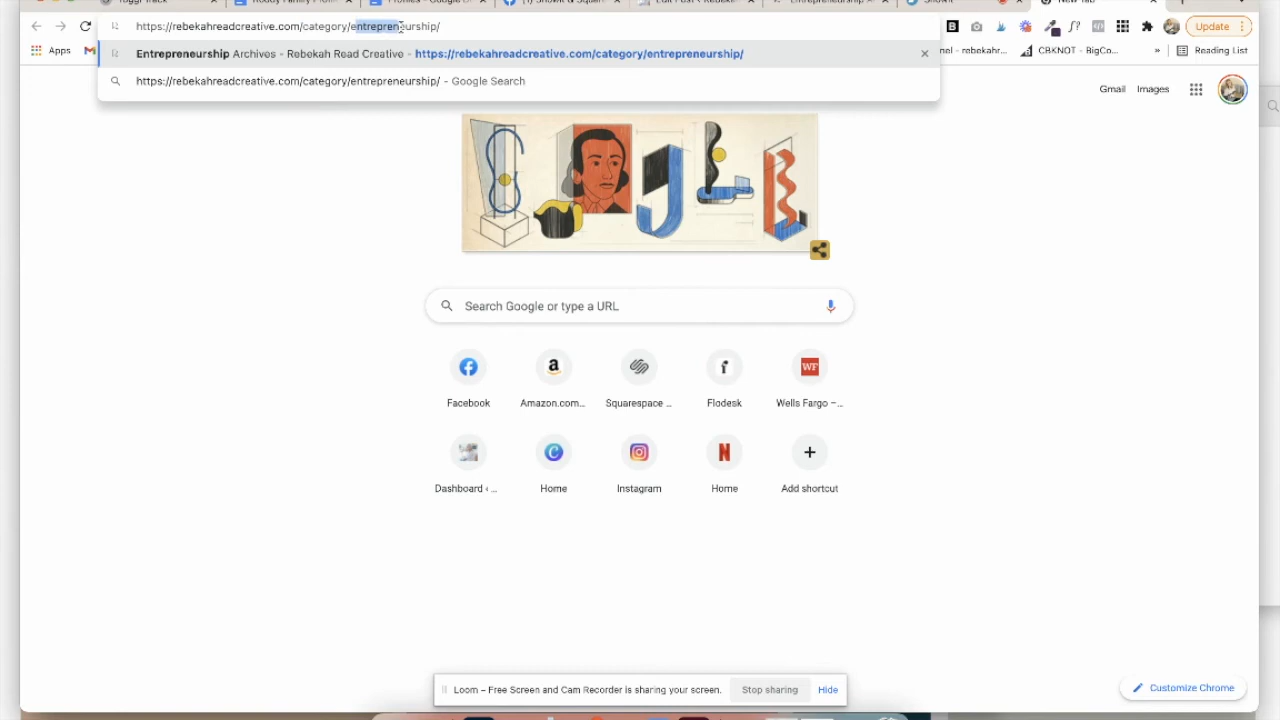 https://rebekahreadcreative.com/category/entrepreneurship/
Update
Entrepreneurship Archives - Rebekah Read Creative - https://rebekahreadcreative.com/category/entrepreneurship/
https://rebekahreadcreative.com/category/entrepreneurship/ - Google Search
Apps
nel - rebekahr...
CBKNOT - BigCo...
»
Reading List
Gmail
Images
Search Google or type a URL
Facebook
Amazon.com...
Squarespace ...
Flodesk
WF
Wells Fargo –...
Dashboard ‹ ...
Home
Instagram
Home
Add shortcut
Loom – Free Screen and Cam Recorder is sharing your screen.
Stop sharing
Hide
Customize Chrome